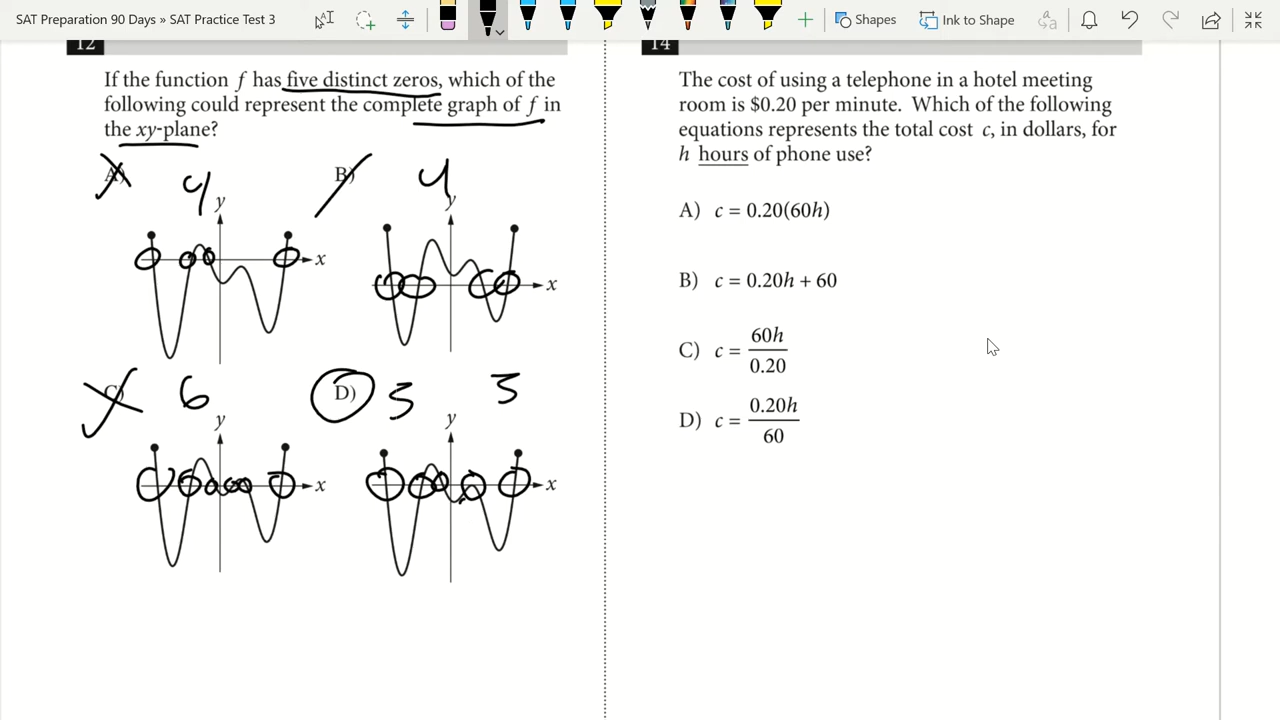 SAT Preparation 90 Days » SAT Practice Test 3
Shapes
Ink to Shape
12
If the function f has five distinct zeros, which of the
following could represent the complete graph of f in
the xy-plane?
A)
4
y
x
B)
4
y
x
C)
6
y
x
D)
5
5
y
x
14
The cost of using a telephone in a hotel meeting
room is $0.20 per minute. Which of the following
equations represents the total cost c, in dollars, for
h hours of phone use?
A) c = 0.20(60h)
B) c = 0.20h + 60
C) c = 60h/0.20
D) c = 0.20h/60